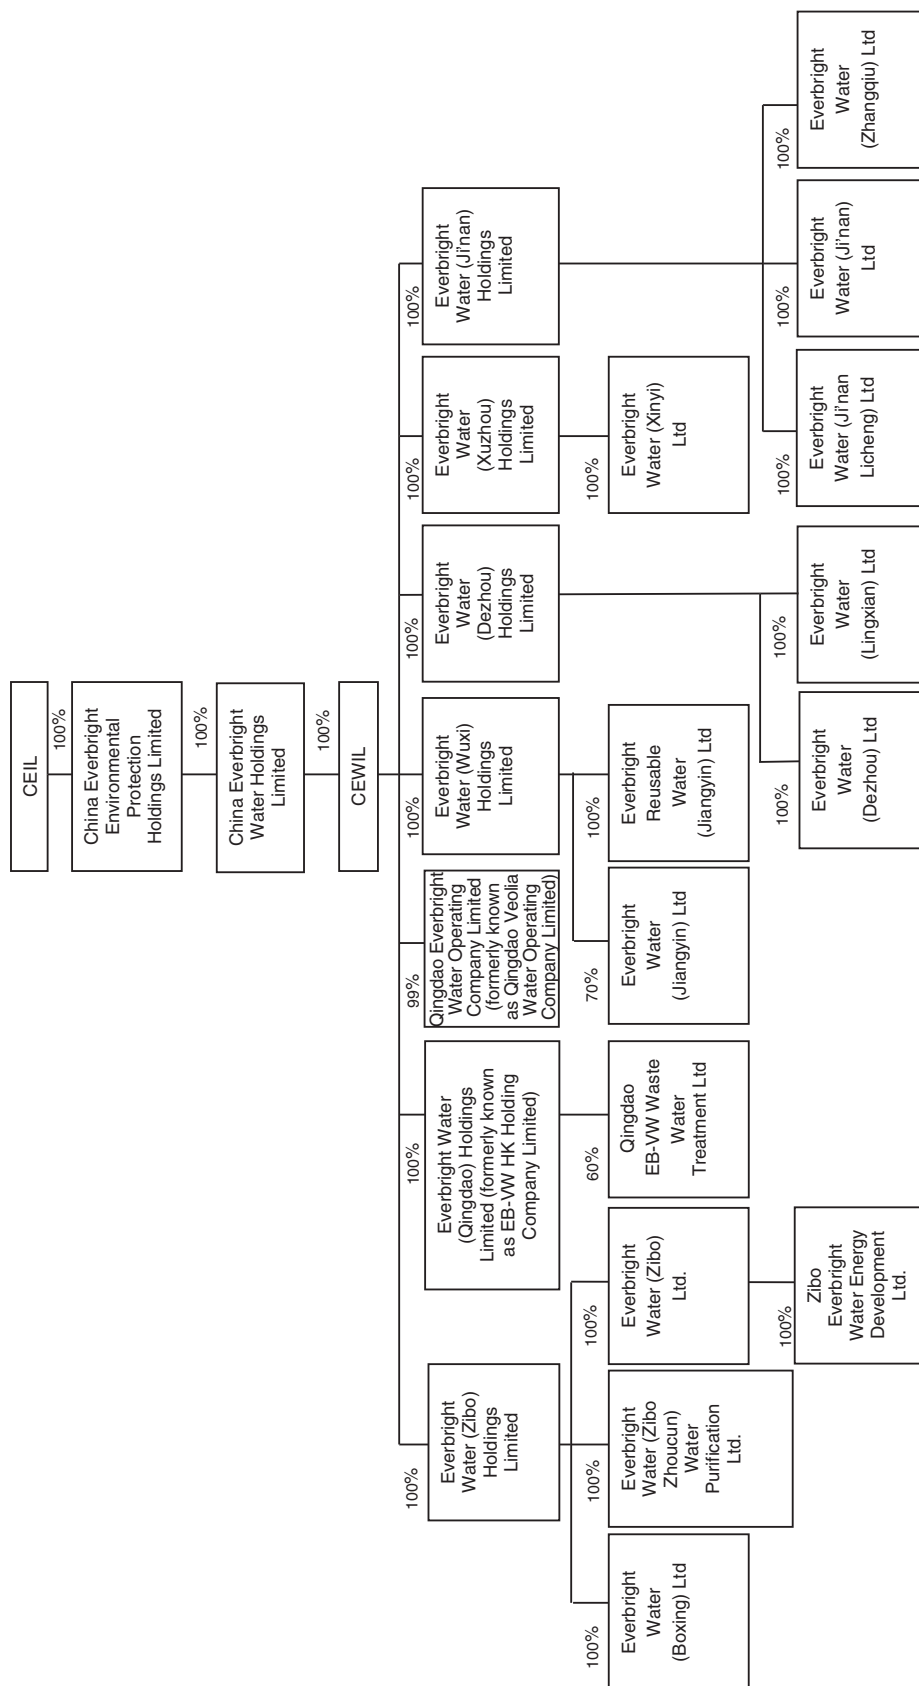 CEIL
100%
China Everbright
Environmental
Protection
Holdings Limited
100%
China Everbright
Water Holdings
Limited
100%
CEWIL
100%
Everbright
Water (Zibo)
Holdings
Limited
100%
Everbright Water
(Qingdao) Holdings
Limited (formerly known
as EB-VW HK Holding
Company Limited)
99%
Qingdao Everbright
Water Operating
Company Limited
(formerly known
as Qingdao Veolia
Water Operating
Company Limited)
100%
Everbright
Water (Wuxi)
Holdings
Limited
100%
Everbright
Water
(Dezhou)
Holdings
Limited
100%
Everbright
Water
(Xuzhou)
Holdings
Limited
100%
Everbright
Water (Ji'nan)
Holdings
Limited
100%
Everbright
Water
(Boxing) Ltd
100%
Everbright
Water (Zibo
Zhoucun)
Water
Purification
Ltd.
100%
Everbright
Water (Zibo)
Ltd.
60%
Qingdao
EB-VW Waste
Water
Treatment Ltd
70%
Everbright
Water
(Jiangyin) Ltd
100%
Everbright
Reusable
Water
(Jiangyin) Ltd
100%
Everbright
Water (Xinyi)
Ltd
100%
Zibo
Everbright
Water Energy
Development
Ltd.
100%
Everbright
Water
(Dezhou) Ltd
100%
Everbright
Water
(Lingxian) Ltd
100%
Everbright
Water (Ji'nan
Licheng) Ltd
100%
Everbright
Water (Ji'nan)
Ltd
100%
Everbright
Water
(Zhangqiu) Ltd